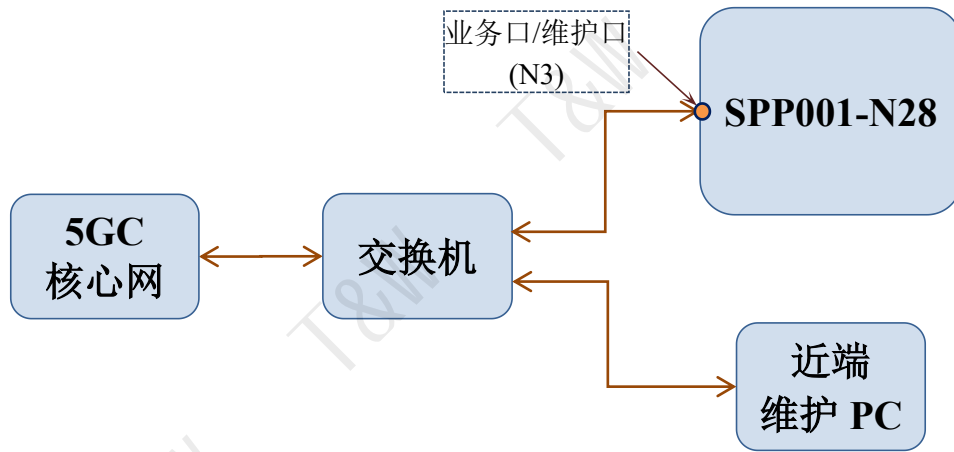 业务口/维护口
(N3)
SPP001-N28
5GC
核心网
交换机
近端
维护 PC
T&W
T&W
T&W